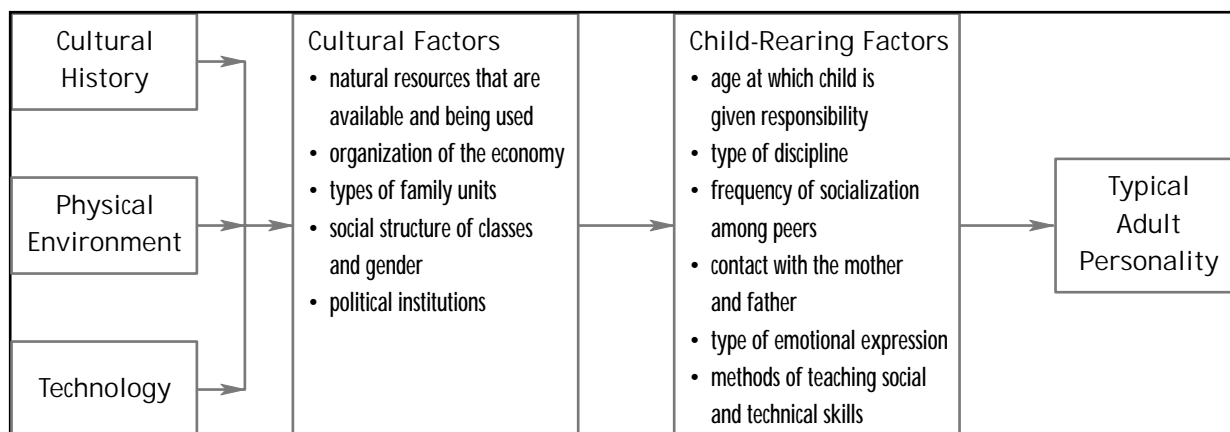 Cultural
History
Physical
Environment
Technology
Cultural Factors
• natural resources that are
available and being used
• organization of the economy
• types of family units
• social structure of classes
and gender
• political institutions
Child-Rearing Factors
• age at which child is
given responsibility
• type of discipline
• frequency of socialization
among peers
• contact with the mother
and father
• type of emotional expression
• methods of teaching social
and technical skills
Typical
Adult
Personality